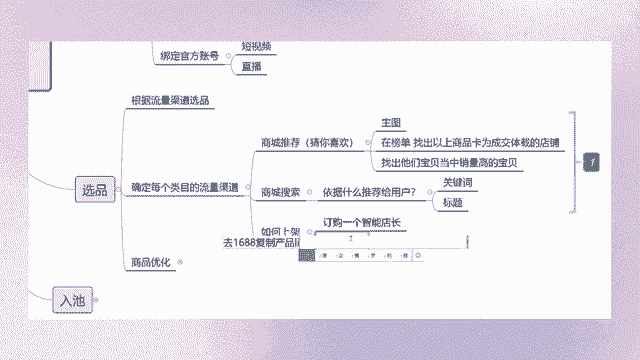 短视频
绑定官方账号
直播
根据流量渠道选品
主图
商城推荐（猜你喜欢）
在榜单 找出以上商品卡为成交体载的店铺
找出他们宝贝当中销量高的宝贝
1
选品
确定每个类目的流量渠道
关键词
商城搜索
依据什么推荐给用户？
标题
订购一个智能店长
如何上架
去1688复制产品
商品优化
入池